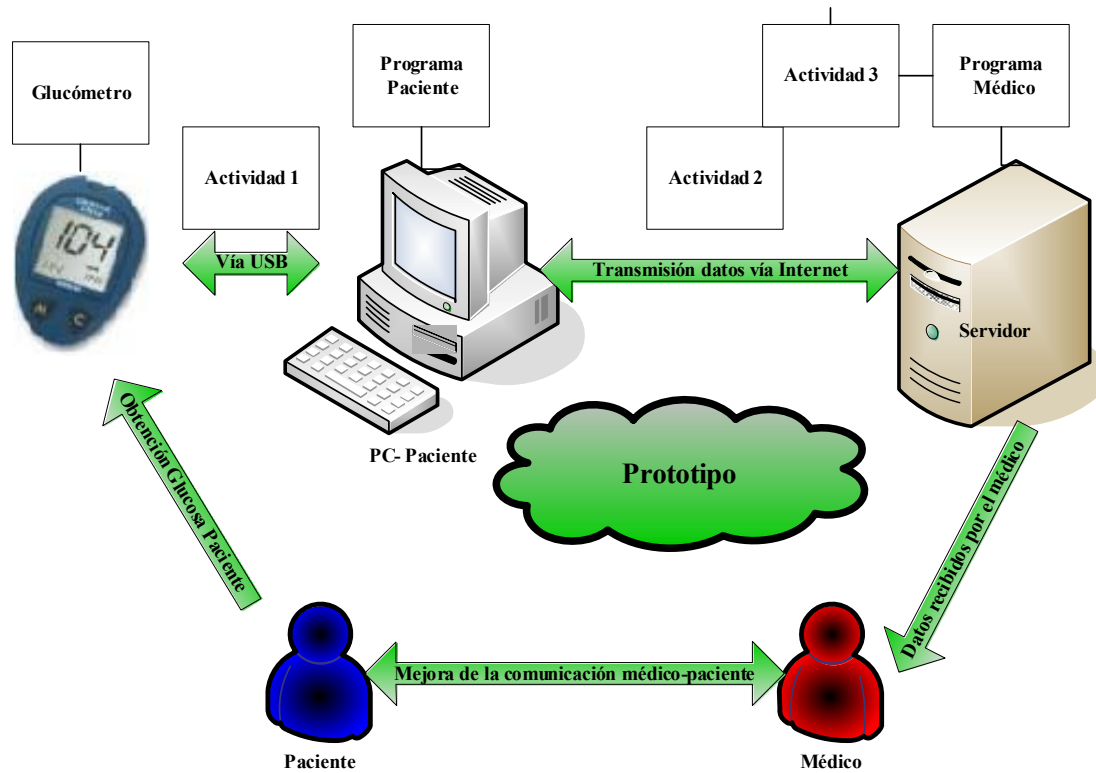 Glucómetro
Actividad 1
Programa
Paciente
Actividad 2
Actividad 3
Programa
Médico
104
M
C
Vía USB
Transmisión datos vía Internet
Servidor
PC- Paciente
Prototipo
Obtención Glucosa Paciente
Datos recibidos por el médico
Mejora de la comunicación médico-paciente
Paciente
Médico